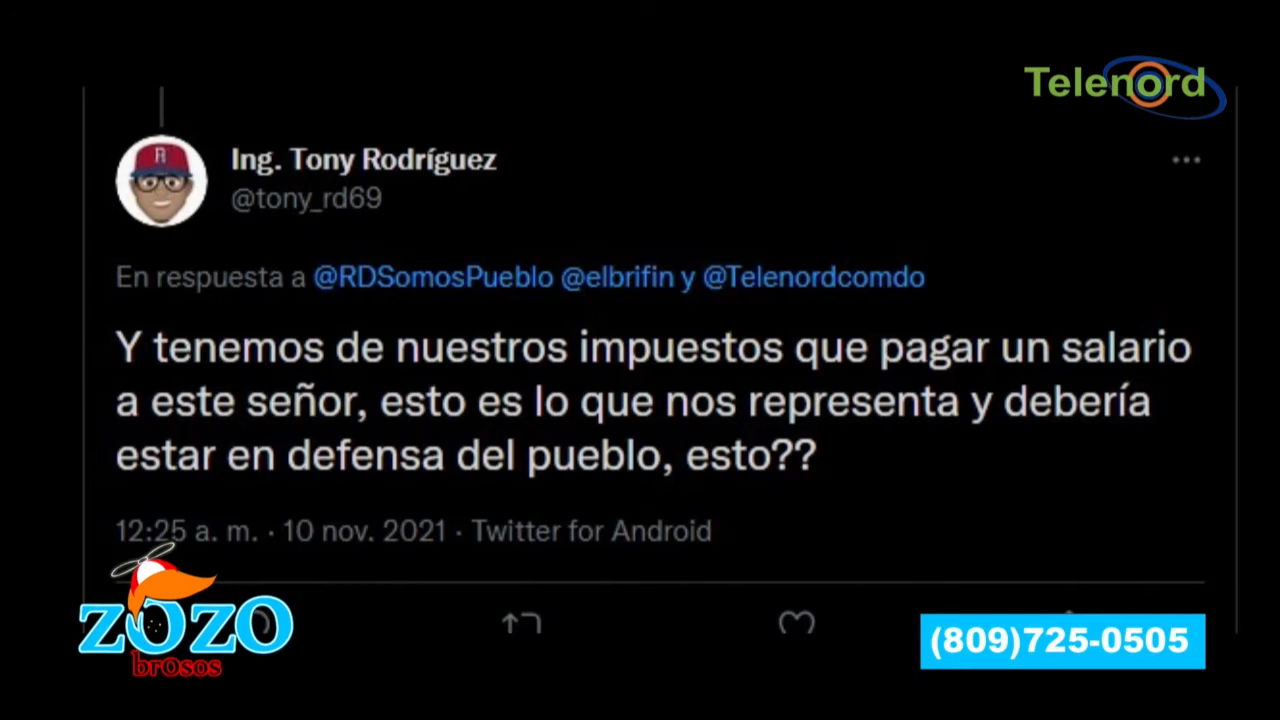 Telenord
R
Ing. Tony Rodríguez
@tony_rd69
En respuesta a @RDSomosPueblo @elbrifin y @Telenordcomdo
Y tenemos de nuestros impuestos que pagar un salario
a este señor, esto es lo que nos representa y debería
estar en defensa del pueblo, esto??
12:25 a. m. · 10 nov. 2021 · Twitter for Android
ZOZO
brOsos
(809)725-0505